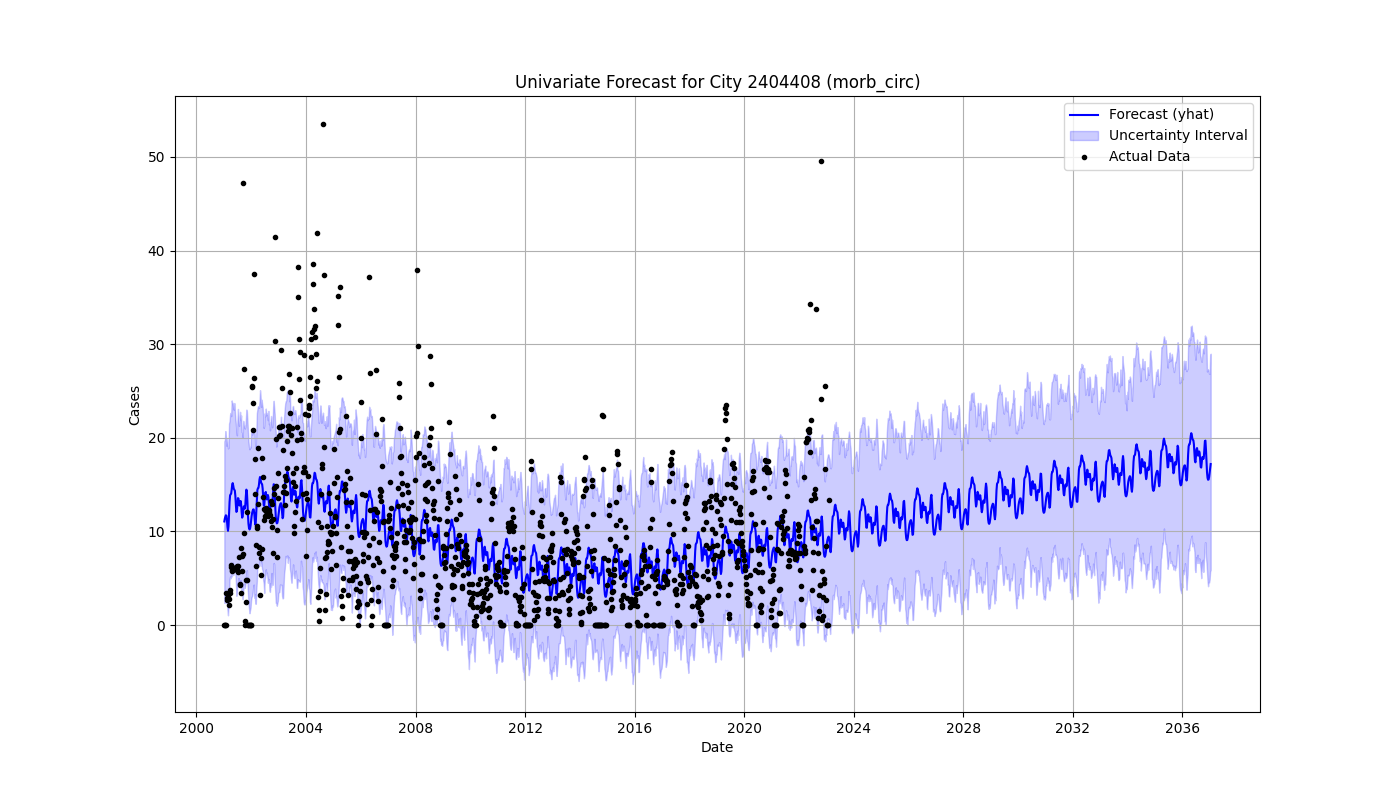 Univariate Forecast for City 2404408 (morb_circ)
Forecast (yhat)
Uncertainty Interval
Actual Data
Cases
50
40
30
20
10
0
2000 2004 2008 2012 2016 2020 2024 2028 2032 2036
Date